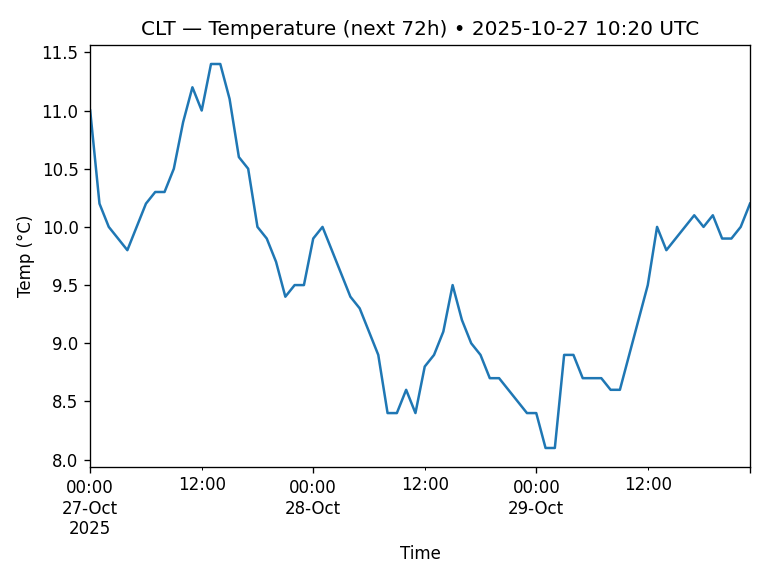 CLT — Temperature (next 72h) • 2025-10-27 10:20 UTC
11.5
11.0
10.5
10.0
9.5
9.0
8.5
8.0
Temp (°C)
00:00 12:00 00:00 12:00 00:00 12:00
27-Oct 28-Oct 29-Oct
2025
Time